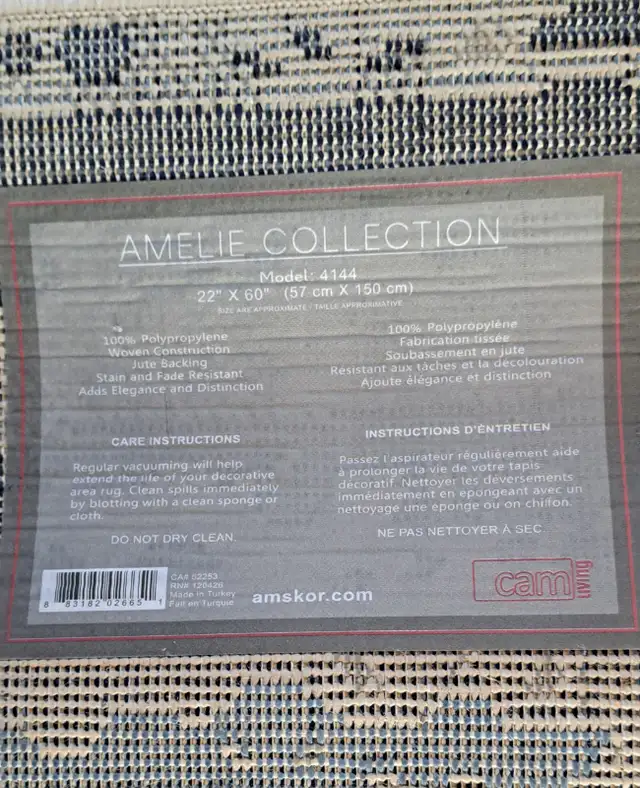 AMELIE COLLECTION
Model: 4144
22" X 60" (57 cm X 150 cm)
SIZE ARE APPROXIMATE / TAILLE APPROXIMATIVE
100% Polypropylene
Woven Construction
Jute Backing
Stain and Fade Resistant
Adds Elegance and Distinction
100% Polypropylène
Fabrication tissée
Soubassement en jute
Résistant aux tâches et la décolouration
Ajoute élégance et distinction
CARE INSTRUCTIONS
Regular vacuuming will help
extend the life of your decorative
area rug. Clean spills immediately
by blotting with a clean sponge or
cloth.
DO NOT DRY CLEAN.
INSTRUCTIONS D'ÉNTRETIEN
Passez l'aspirateur régulièrement aide
à prolonger la vie de votre tapis
décoratif. Nettoyer les déversements
immédiatement en epongeant avec un
nettoyage une éponge ou on chiffon.
NE PAS NETTOYER À SEC
8 83182 02665 1
CA# 02253
RN# 120428
Made in Turkey
Fait en Turquie
amskor.com
cam living